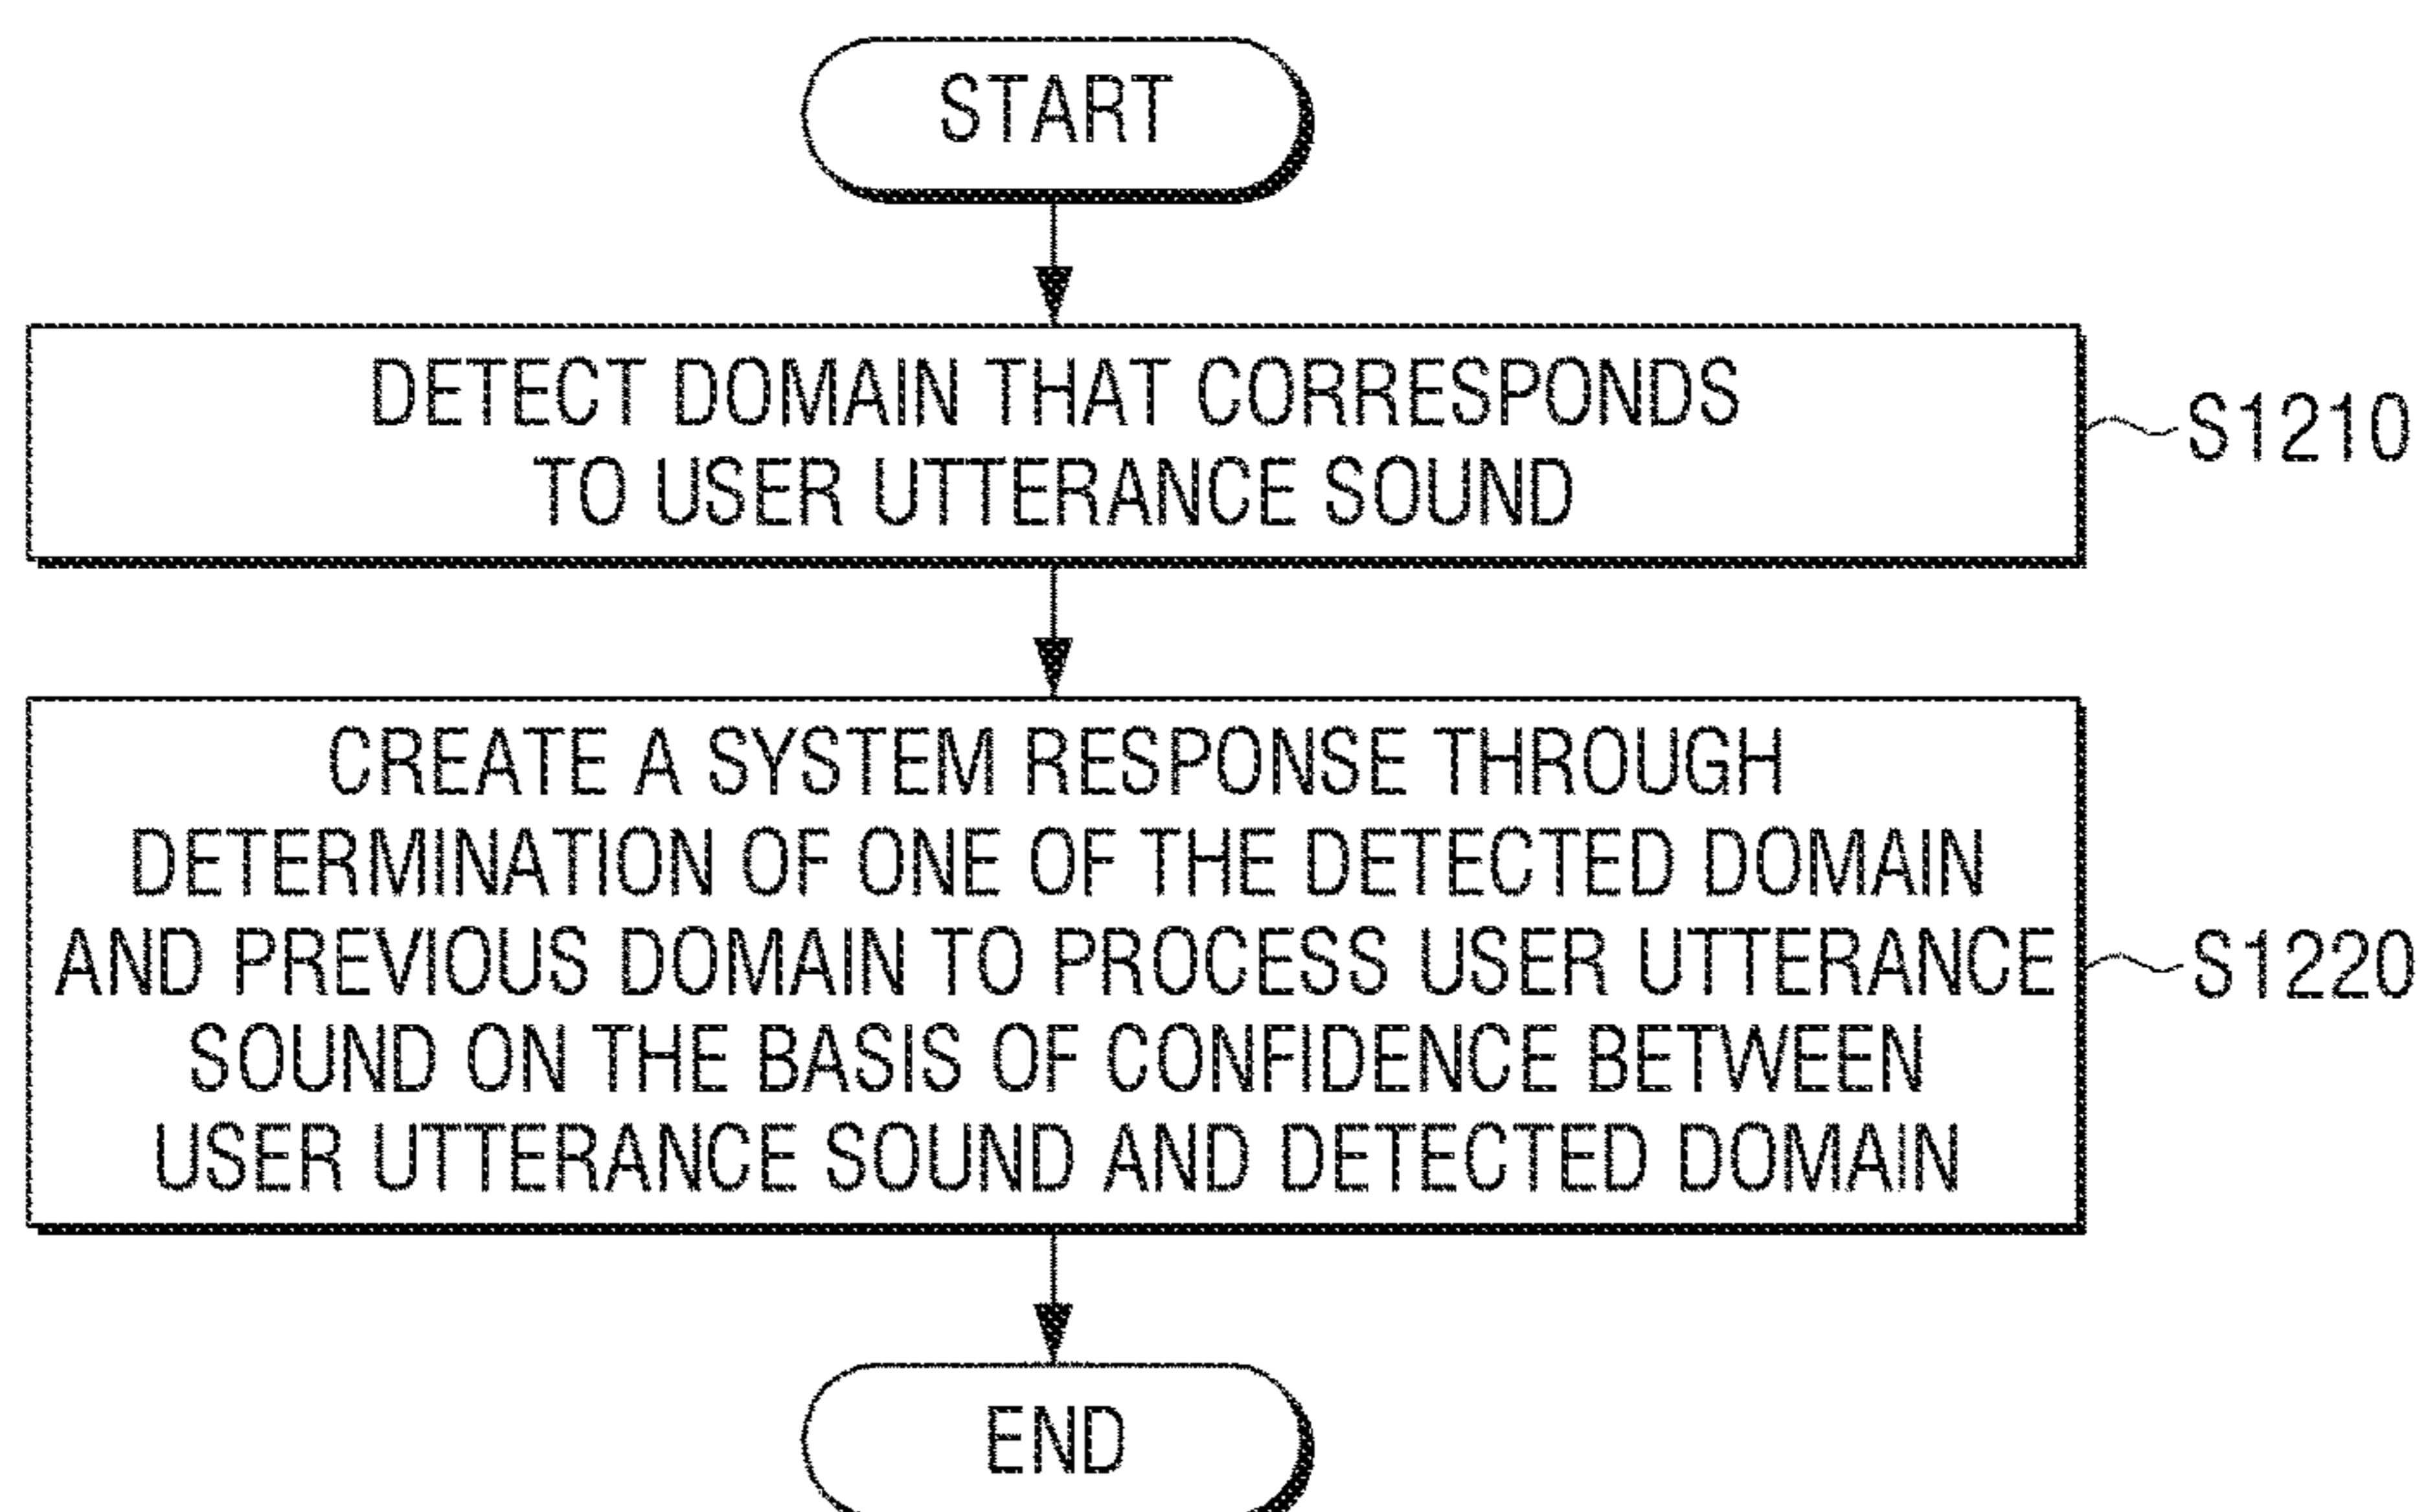 START
DETECT DOMAIN THAT CORRESPONDS
TO USER UTTERANCE SOUND
S1210
CREATE A SYSTEM RESPONSE THROUGH
DETERMINATION OF ONE OF THE DETECTED DOMAIN
AND PREVIOUS DOMAIN TO PROCESS USER UTTERANCE
SOUND ON THE BASIS OF CONFIDENCE BETWEEN
USER UTTERANCE SOUND AND DETECTED DOMAIN
S1220
END